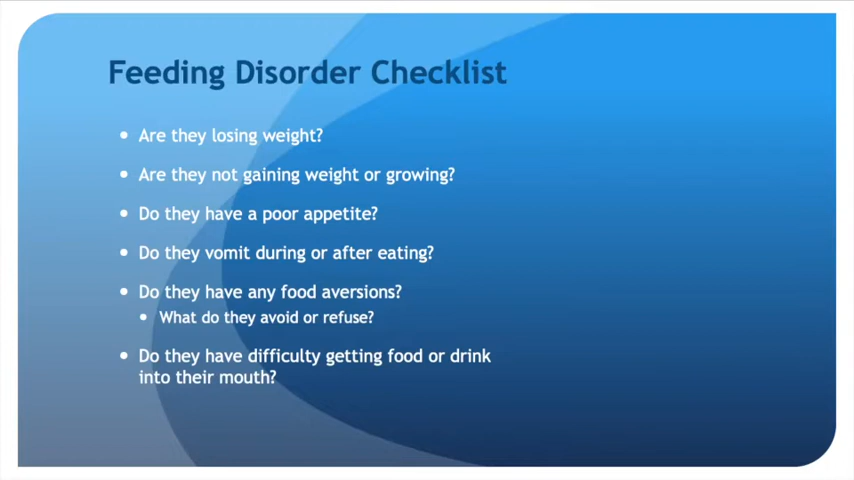 Feeding Disorder Checklist
• Are they losing weight?
• Are they not gaining weight or growing?
• Do they have a poor appetite?
• Do they vomit during or after eating?
• Do they have any food aversions?
• What do they avoid or refuse?
• Do they have difficulty getting food or drink
into their mouth?